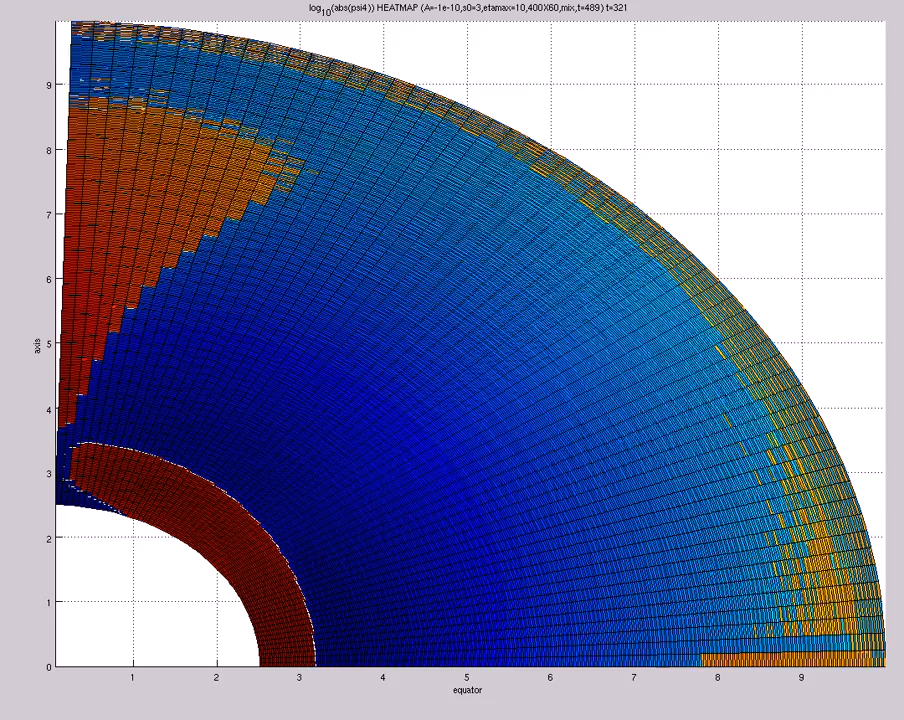 log10(abs(psi4)) HEATMAP (A=-1e-10,s0=3,etamax=10,400X60,mix,t=489) t=321
9
8
7
6
5
4
3
2
1
0
axis
1 2 3 4 5 6 7 8 9
equator